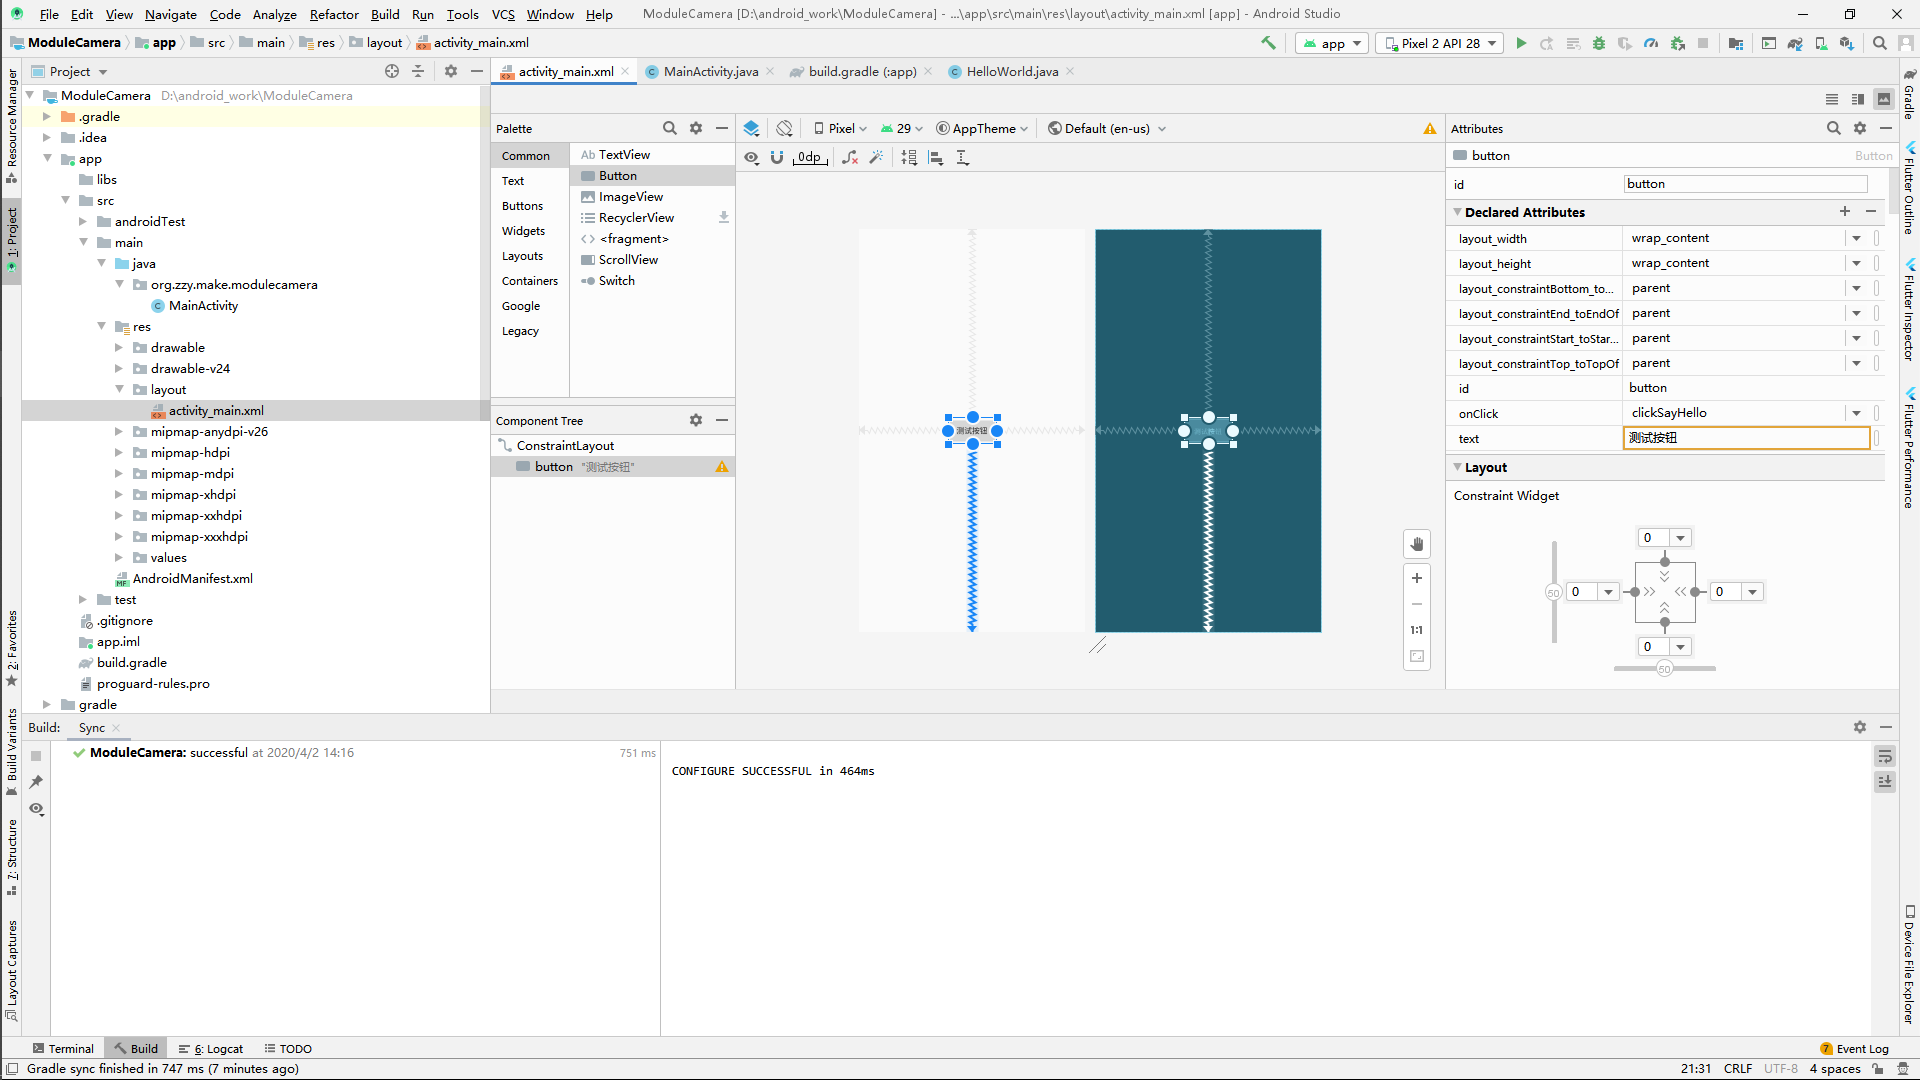 File Edit View Navigate Code Analyze Refactor Build Run Tools VCS Window Help ModuleCamera [D:\android_work\ModuleCamera] - ...\app\src\main\res\layout\activity_main.xml [app] - Android Studio
ModuleCamera app src main res layout activity_main.xml app Pixel 2 API 28
Project
activity_main.xml MainActivity.java build.gradle (:app) HelloWorld.java
Resource Manager
1: Project
2: Favorites
Build Variants
7: Structure
Layout Captures
ModuleCamera D:\android_work\ModuleCamera
.gradle
.idea
app
libs
src
androidTest
main
java
org.zzy.make.modulecamera
MainActivity
res
drawable
drawable-v24
layout
activity_main.xml
mipmap-anydpi-v26
mipmap-hdpi
mipmap-mdpi
mipmap-xhdpi
mipmap-xxhdpi
mipmap-xxxhdpi
values
AndroidManifest.xml
test
.gitignore
app.iml
build.gradle
proguard-rules.pro
gradle
Palette
Common
Text
Buttons
Widgets
Layouts
Containers
Google
Legacy
Ab TextView
Button
ImageView
RecyclerView
<fragment>
ScrollView
Switch
Component Tree
ConstraintLayout
button "测试按钮"
Pixel 29 AppTheme Default (en-us)
0dp
测试按钮
1:1
Attributes
button Button
id button
Declared Attributes
layout_width wrap_content
layout_height wrap_content
layout_constraintBottom_to... parent
layout_constraintEnd_toEndOf parent
layout_constraintStart_toStar... parent
layout_constraintTop_toTopOf parent
id button
onClick clickSayHello
text 测试按钮
Layout
Constraint Widget
0
50 0 0
0
50
Gradle
Flutter Outline
Flutter Inspector
Flutter Performance
Device File Explorer
Build: Sync
ModuleCamera: successful at 2020/4/2 14:16 751 ms
CONFIGURE SUCCESSFUL in 464ms
Terminal Build 6: Logcat TODO 7 Event Log
Gradle sync finished in 747 ms (7 minutes ago) 21:31 CRLF UTF-8 4 spaces